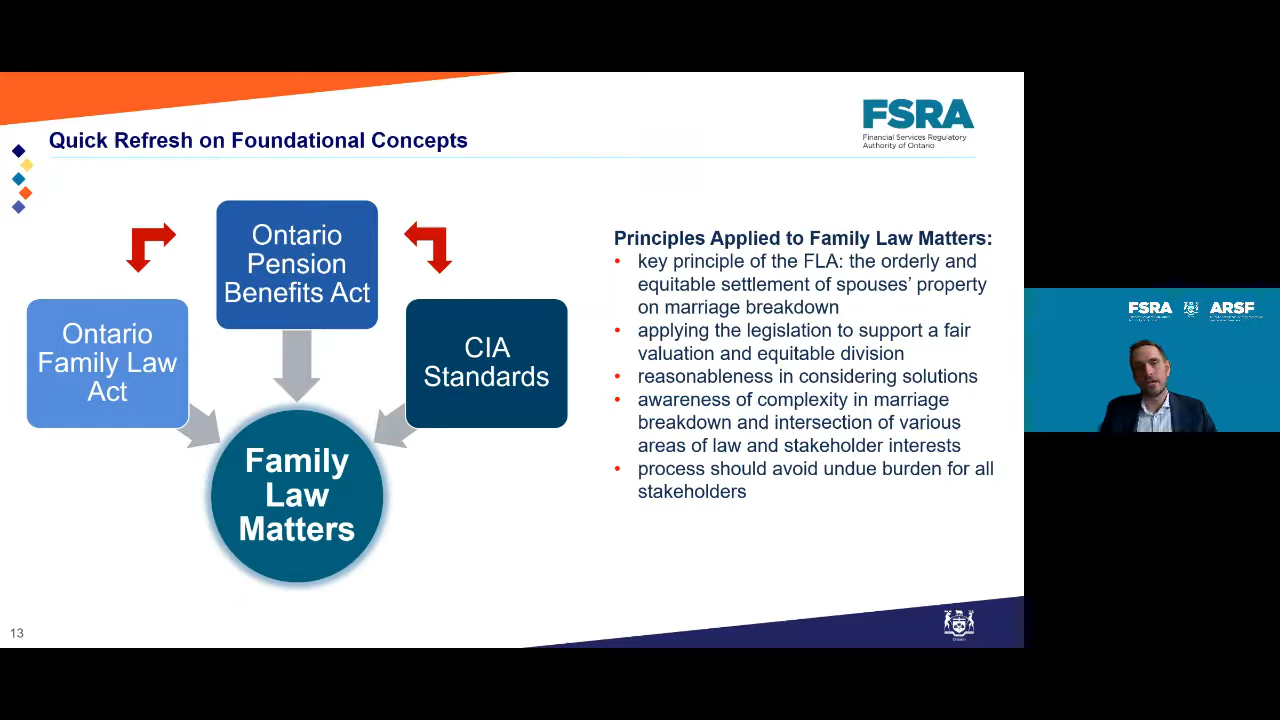 Quick Refresh on Foundational Concepts
FSRA
Financial Services Regulatory
Authority of Ontario
Ontario
Pension
Benefits Act
Ontario
Family Law
Act
CIA
Standards
Family
Law
Matters
Principles Applied to Family Law Matters:
• key principle of the FLA: the orderly and
equitable settlement of spouses’ property
on marriage breakdown
• applying the legislation to support a fair
valuation and equitable division
• reasonableness in considering solutions
• awareness of complexity in marriage
breakdown and intersection of various
areas of law and stakeholder interests
• process should avoid undue burden for all
stakeholders
13
Ontario
FSRA
ARSF